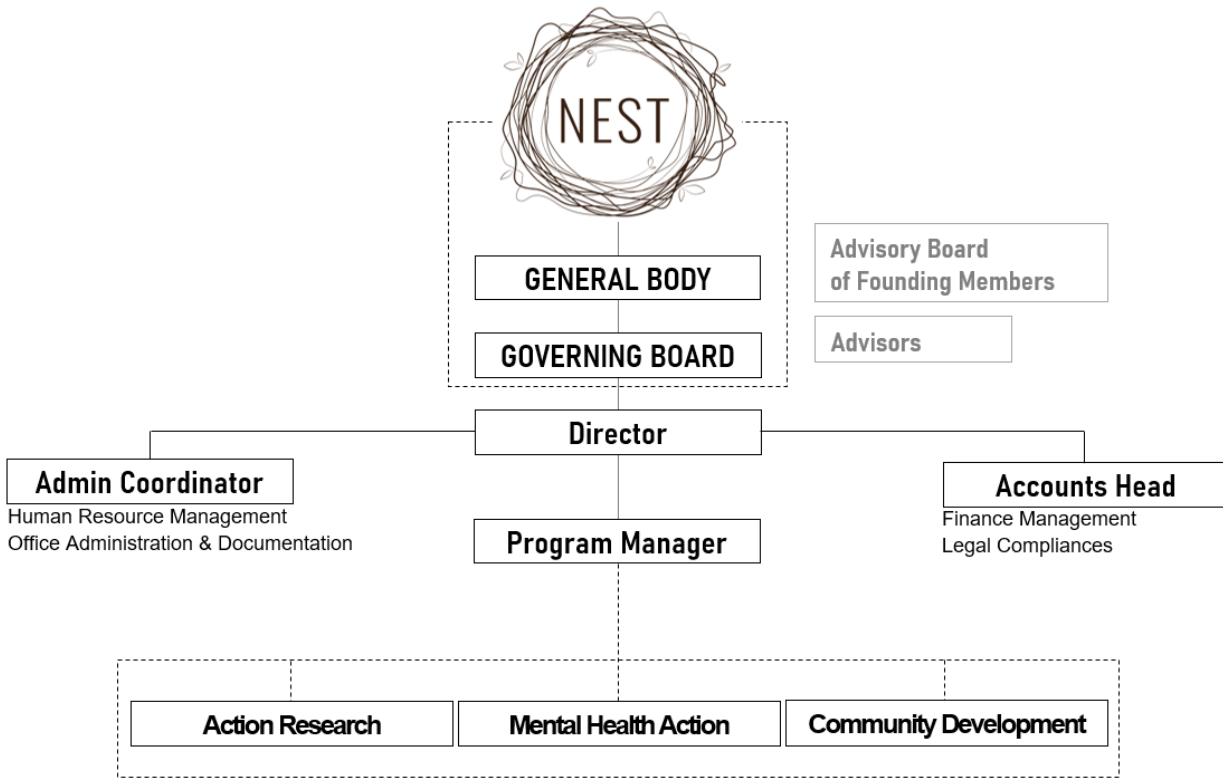 NEST
GENERAL BODY
GOVERNING BOARD
Advisory Board
of Founding Members
Advisors
Director
Admin Coordinator
Human Resource Management
Office Administration & Documentation
Accounts Head
Finance Management
Legal Compliances
Program Manager
Action Research
Mental Health Action
Community Development